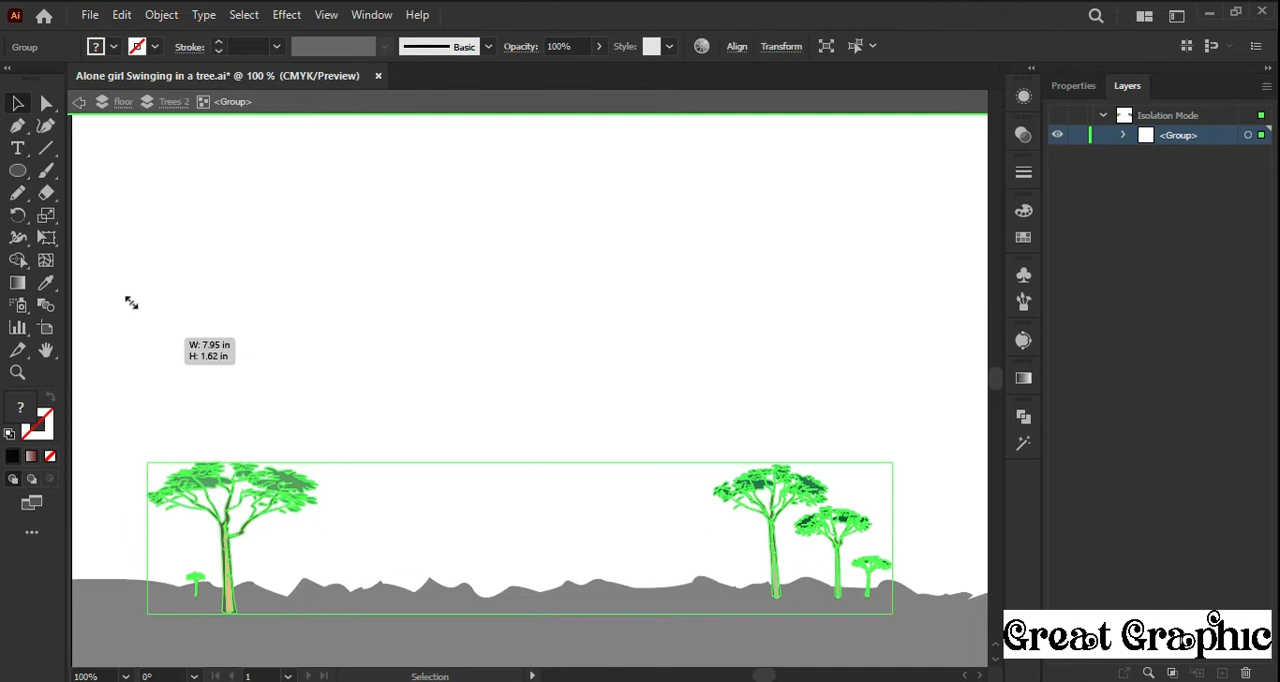 Ai File Edit Object Type Select Effect View Window Help
Group ? Stroke: Basic Opacity: 100% Style: Align Transform
Alone girl Swinging in a tree.ai* @ 100 % (CMYK/Preview) ×
Properties Layers
floor Trees 2 <Group>
Isolation Mode
<Group>
W: 7.95 in
H: 1.62 in
?
Great Graphic
100% 0° 1 Selection